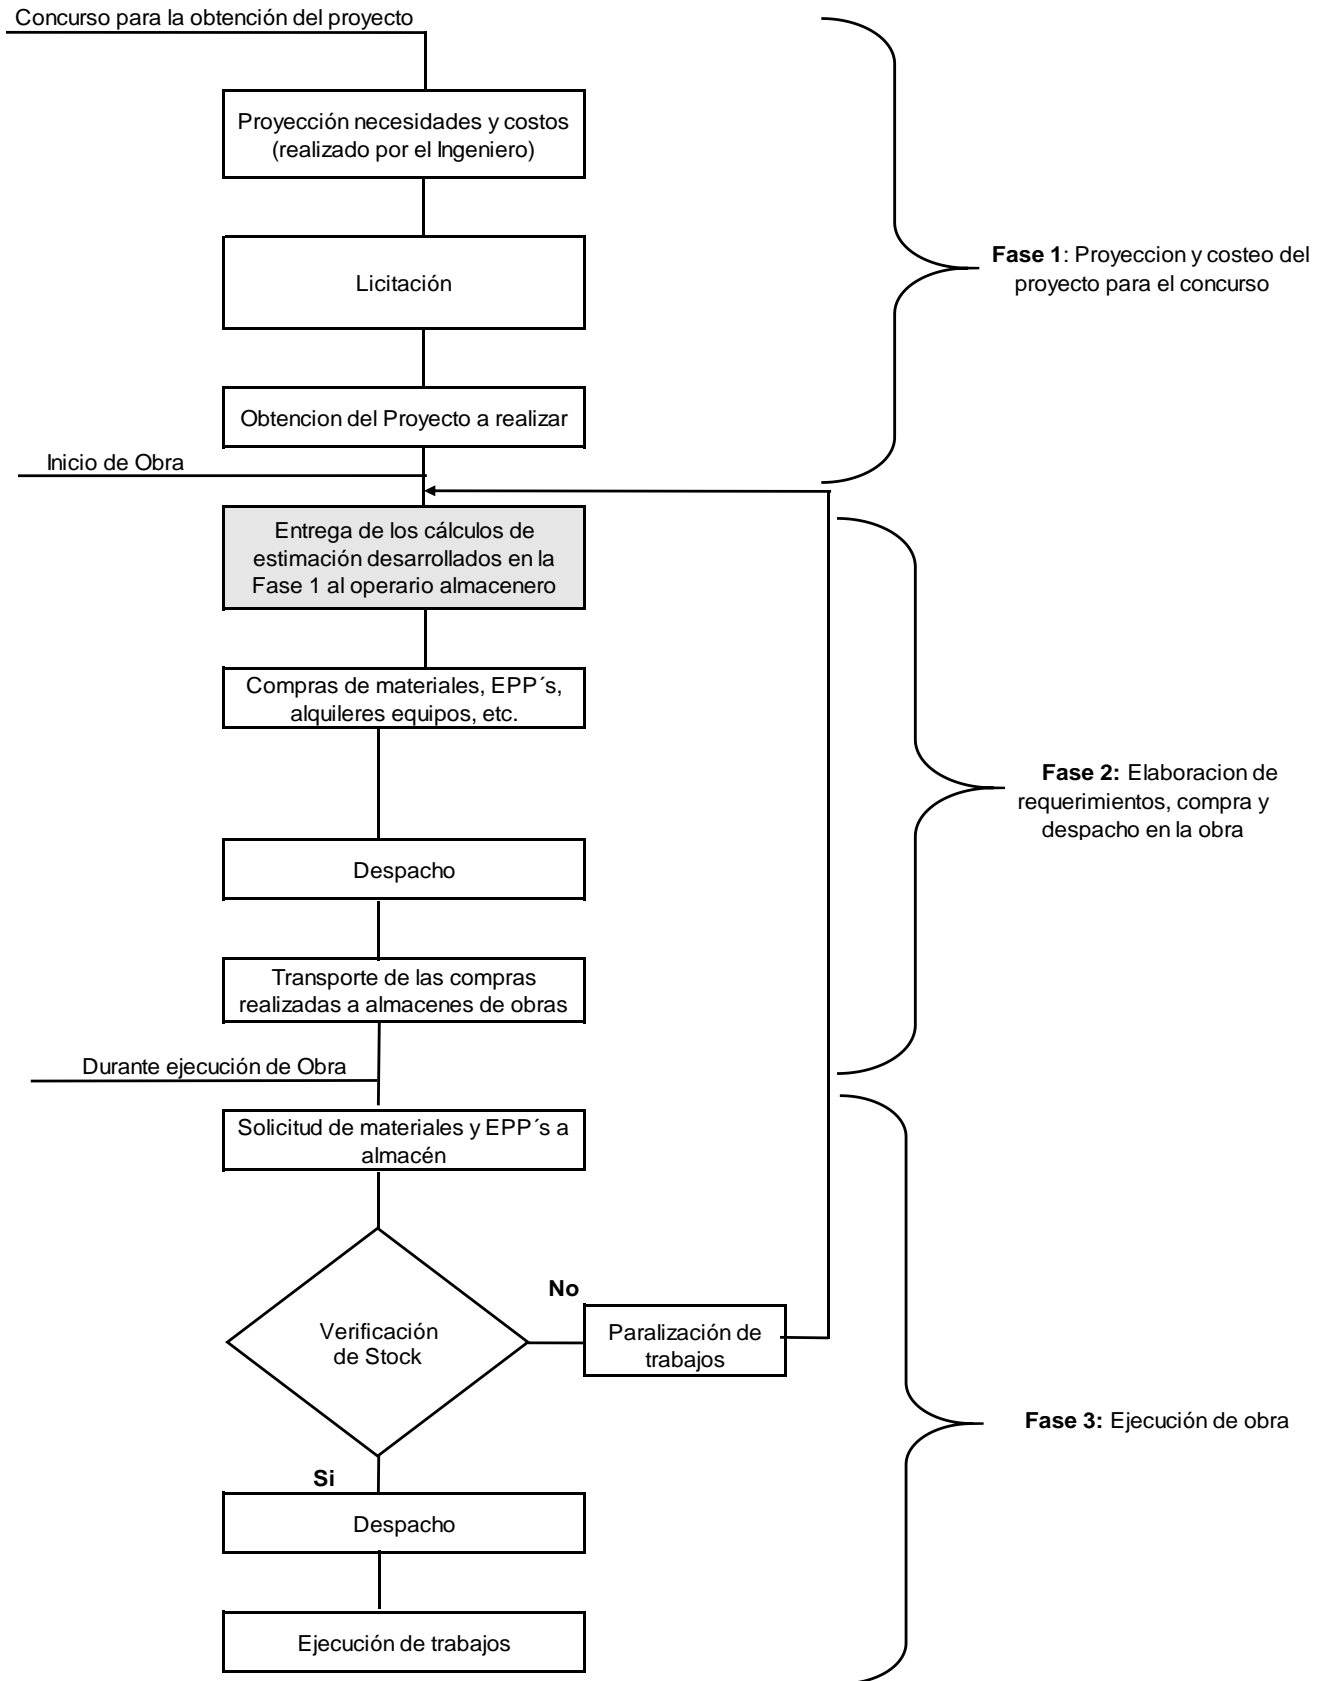 Concurso para la obtención del proyecto
Proyección necesidades y costos
(realizado por el Ingeniero)
Licitación
Fase 1: Proyeccion y costeo del
proyecto para el concurso
Obtencion del Proyecto a realizar
Inicio de Obra
Entrega de los cálculos de
estimación desarrollados en la
Fase 1 al operario almacenero
Compras de materiales, EPP´s,
alquileres equipos, etc.
Fase 2: Elaboracion de
requerimientos, compra y
despacho en la obra
Despacho
Transporte de las compras
realizadas a almacenes de obras
Durante ejecución de Obra
Solicitud de materiales y EPP´s a
almacén
No
Verificación
de Stock
Paralización de
trabajos
Fase 3: Ejecución de obra
Si
Despacho
Ejecución de trabajos